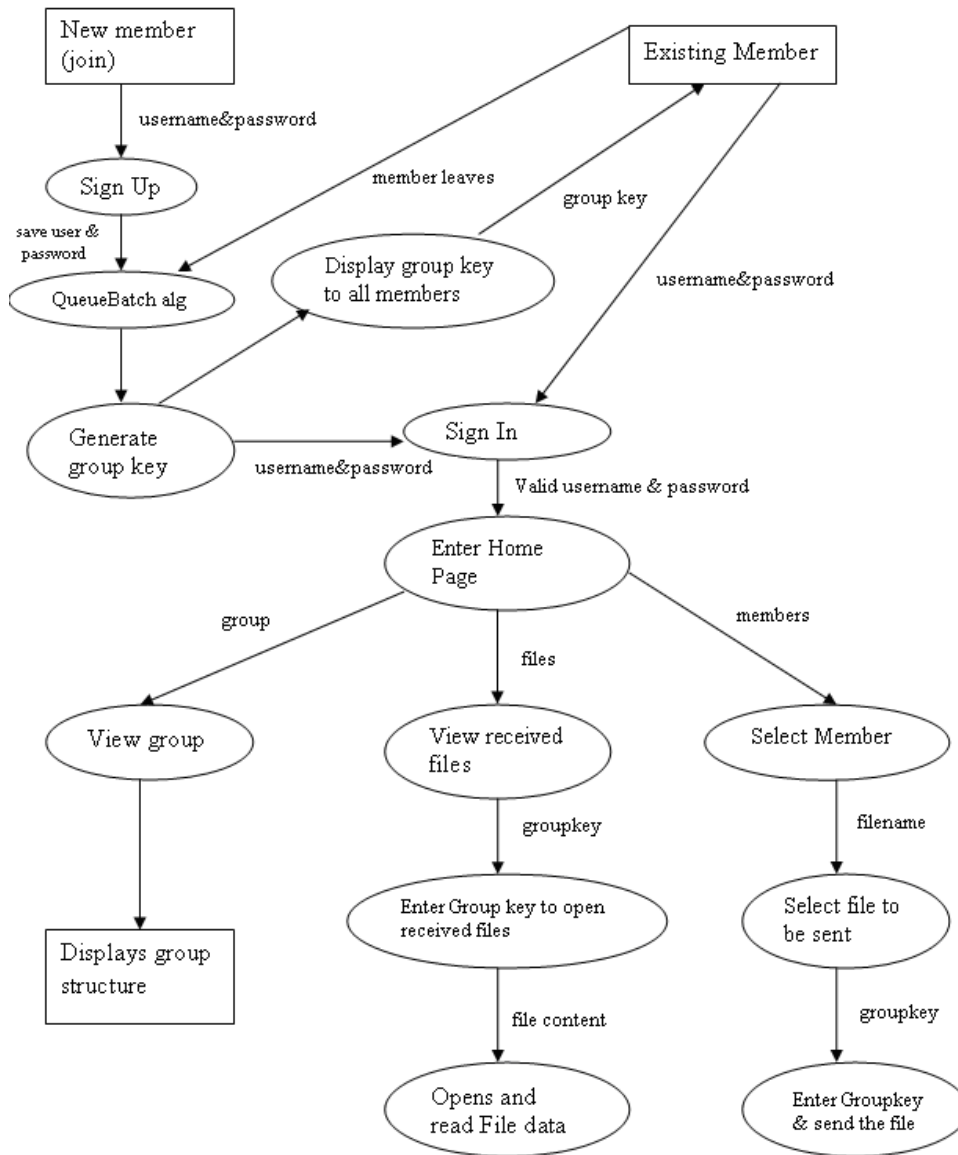 New member
(join)
Existing Member
username&password
Sign Up
member leaves
group key
save user &
password
Display group key
to all members
username&password
QueueBatch alg
Generate
group key
Sign In
username&password
Valid username & password
Enter Home
Page
group
members
files
View group
View received
files
Select Member
groupkey
filename
Enter Group key to open
received files
Select file to
be sent
Displays group
structure
file content
groupkey
Opens and
read File data
Enter Groupkey
& send the file